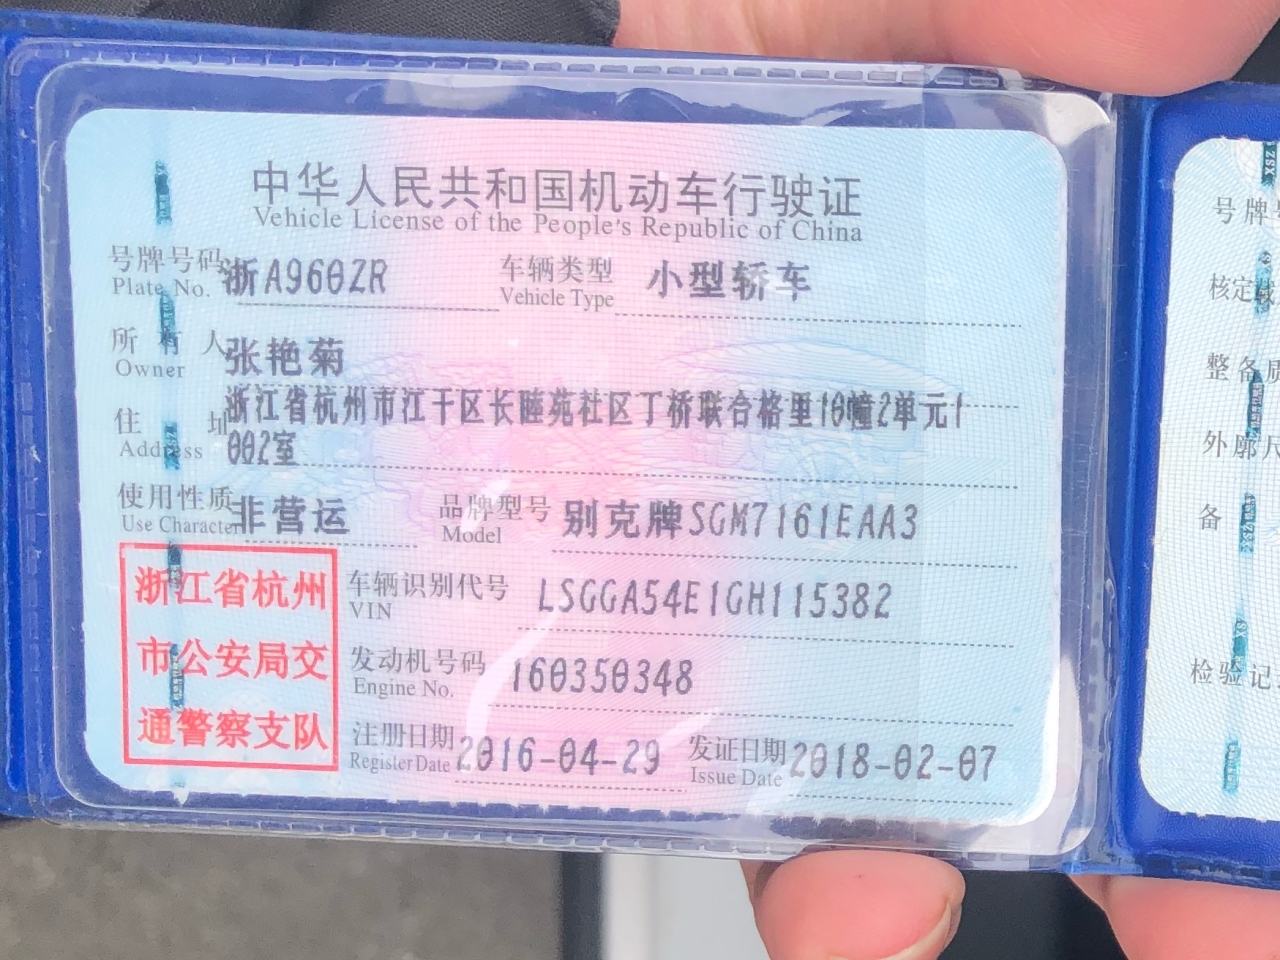 中华人民共和国机动车行驶证
Vehicle License of the People's Republic of China
号牌号码 浙A960ZR 车辆类型 小型轿车
Plate No. Vehicle Type
所有人 张艳菊
Owner
住址 浙江省杭州市江干区长睦苑社区丁桥联合格里10幢2单元1
Address 002室
使用性质 非营运 品牌型号 别克牌SGM7161EAA3
Use Character Model
浙江省杭州
市公安局交
通警察支队
车辆识别代号 LSGGA54E1GH115382
VIN
发动机号码 160350348
Engine No.
注册日期 2016-04-29 发证日期 2018-02-07
Register Date Issue Date
号牌
核定
整备质
外廓尺
备
检验记